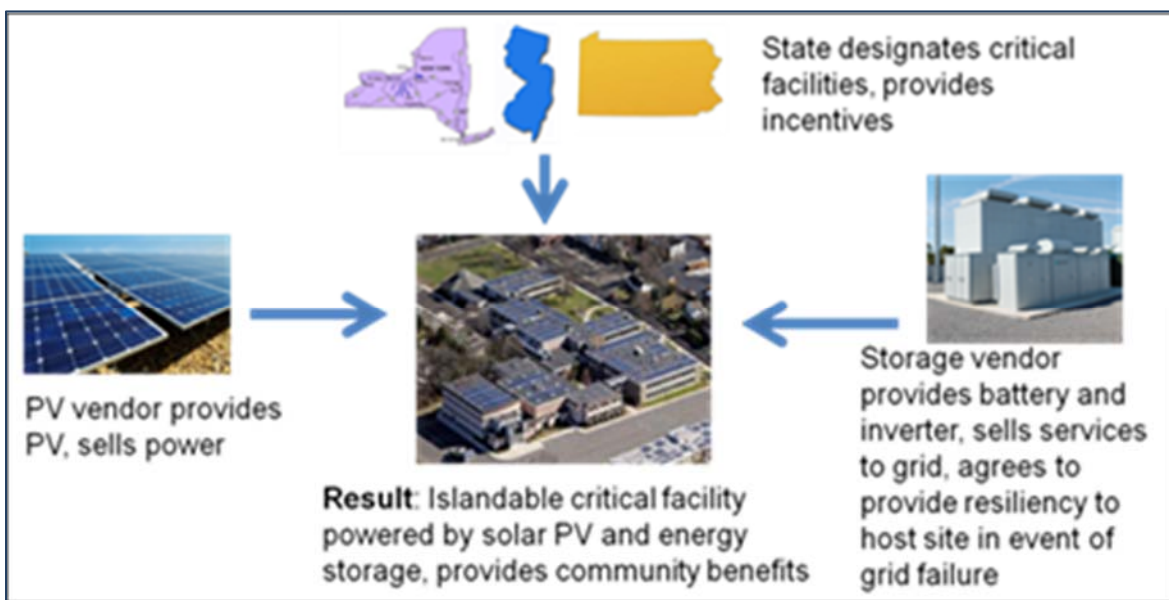 State designates critical
facilities, provides
incentives
PV vendor provides
PV, sells power
Result: Islandable critical facility
powered by solar PV and energy
storage, provides community benefits
Storage vendor
provides battery and
inverter, sells services
to grid, agrees to
provide resiliency to
host site in event of
grid failure